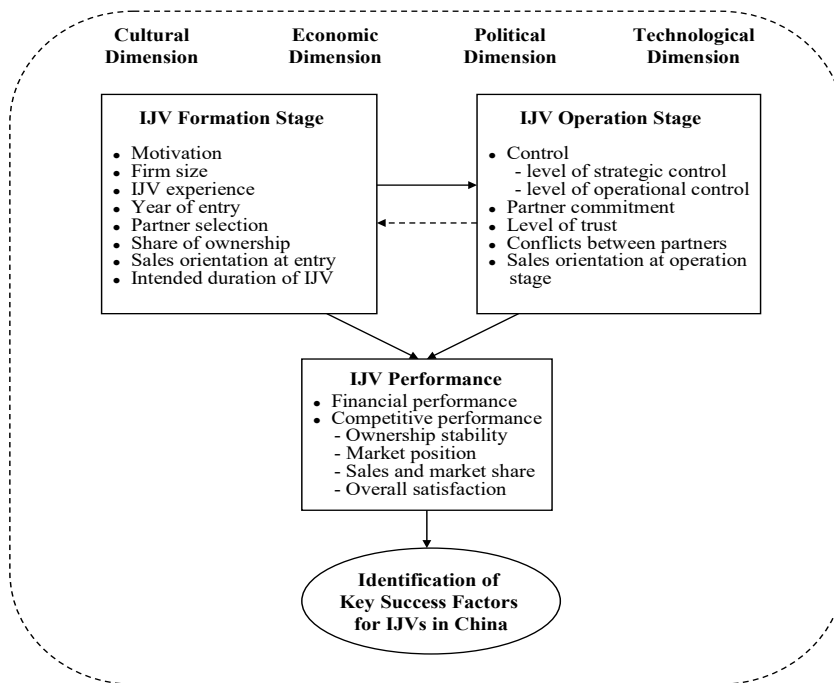 Cultural Dimension
Economic Dimension
Political Dimension
Technological Dimension
IJV Formation Stage
• Motivation
• Firm size
• IJV experience
• Year of entry
• Partner selection
• Share of ownership
• Sales orientation at entry
• Intended duration of IJV
IJV Operation Stage
• Control
- level of strategic control
- level of operational control
• Partner commitment
• Level of trust
• Conflicts between partners
• Sales orientation at operation
stage
IJV Performance
• Financial performance
• Competitive performance
- Ownership stability
- Market position
- Sales and market share
- Overall satisfaction
Identification of
Key Success Factors
for IJVs in China